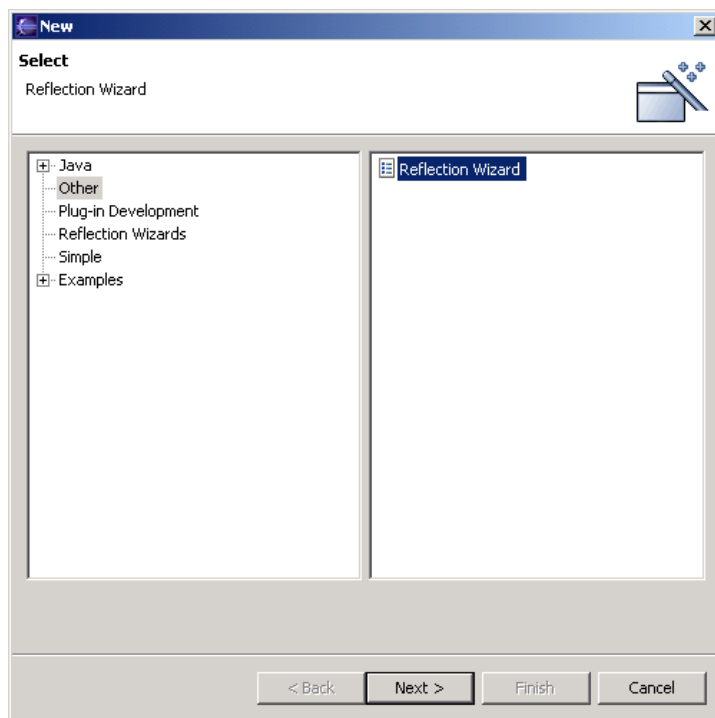 New
Select
Reflection Wizard
Java
Other
Plug-in Development
Reflection Wizards
Simple
Examples
Reflection Wizard
< Back
Next >
Finish
Cancel